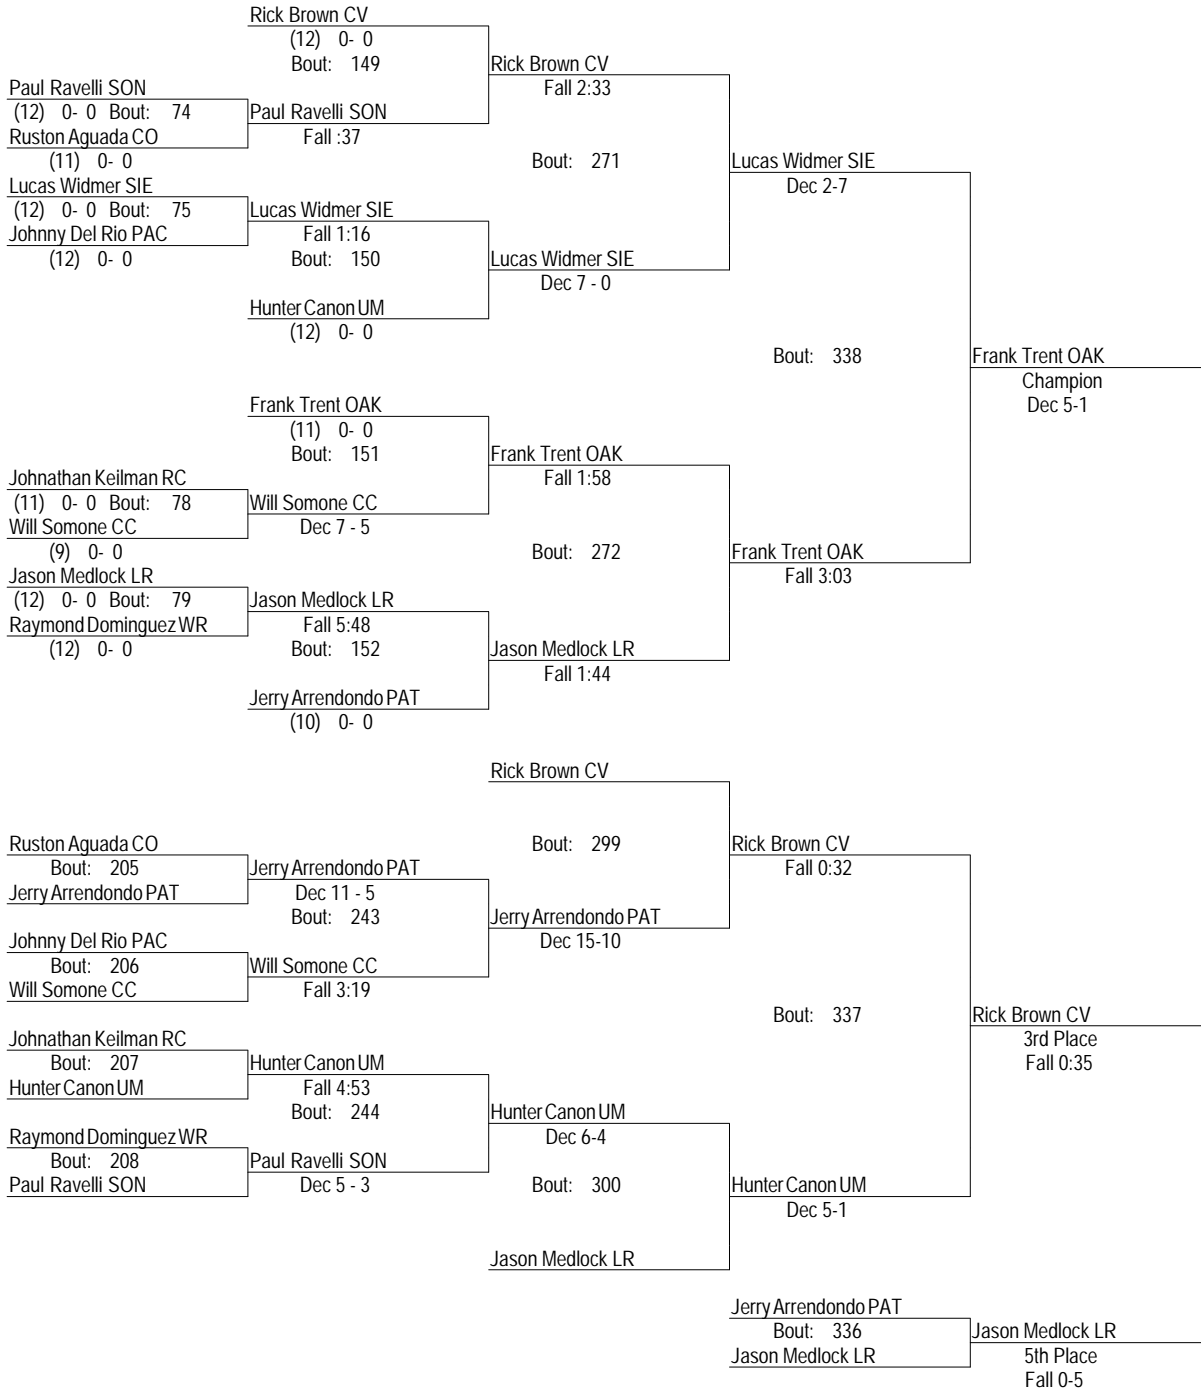 Rick Brown CV
(12) 0- 0
Bout: 149
Rick Brown CV
Fall 2:33
Paul Ravelli SON
(12) 0- 0 Bout: 74
Paul Ravelli SON
Ruston Aguada CO
Fall :37
(11) 0- 0
Bout: 271
Lucas Widmer SIE
Lucas Widmer SIE
Dec 2-7
(12) 0- 0 Bout: 75
Lucas Widmer SIE
Johnny Del Rio PAC
Fall 1:16
(12) 0- 0
Bout: 150
Lucas Widmer SIE
Dec 7 - 0
Hunter Canon UM
(12) 0- 0
Bout: 338
Frank Trent OAK
Champion
Dec 5-1
Frank Trent OAK
(11) 0- 0
Bout: 151
Frank Trent OAK
Fall 1:58
Johnathan Keilman RC
(11) 0- 0 Bout: 78
Will Somone CC
Will Somone CC
Dec 7 - 5
(9) 0- 0
Bout: 272
Frank Trent OAK
Fall 3:03
Jason Medlock LR
(12) 0- 0 Bout: 79
Jason Medlock LR
Raymond Dominguez WR
Fall 5:48
(12) 0- 0
Bout: 152
Jason Medlock LR
Fall 1:44
Jerry Arrendondo PAT
(10) 0- 0
Rick Brown CV
Ruston Aguada CO
Bout: 299
Rick Brown CV
Bout: 205
Jerry Arrendondo PAT
Fall 0:32
Jerry Arrendondo PAT
Dec 11 - 5
Bout: 243
Jerry Arrendondo PAT
Johnny Del Rio PAC
Dec 15-10
Bout: 206
Will Somone CC
Will Somone CC
Fall 3:19
Bout: 337
Rick Brown CV
3rd Place
Fall 0:35
Johnathan Keilman RC
Bout: 207
Hunter Canon UM
Hunter Canon UM
Fall 4:53
Bout: 244
Hunter Canon UM
Raymond Dominguez WR
Dec 6-4
Bout: 208
Paul Ravelli SON
Paul Ravelli SON
Dec 5 - 3
Bout: 300
Hunter Canon UM
Dec 5-1
Jason Medlock LR
Jerry Arrendondo PAT
Bout: 336
Jason Medlock LR
Jason Medlock LR
5th Place
Fall 0-5